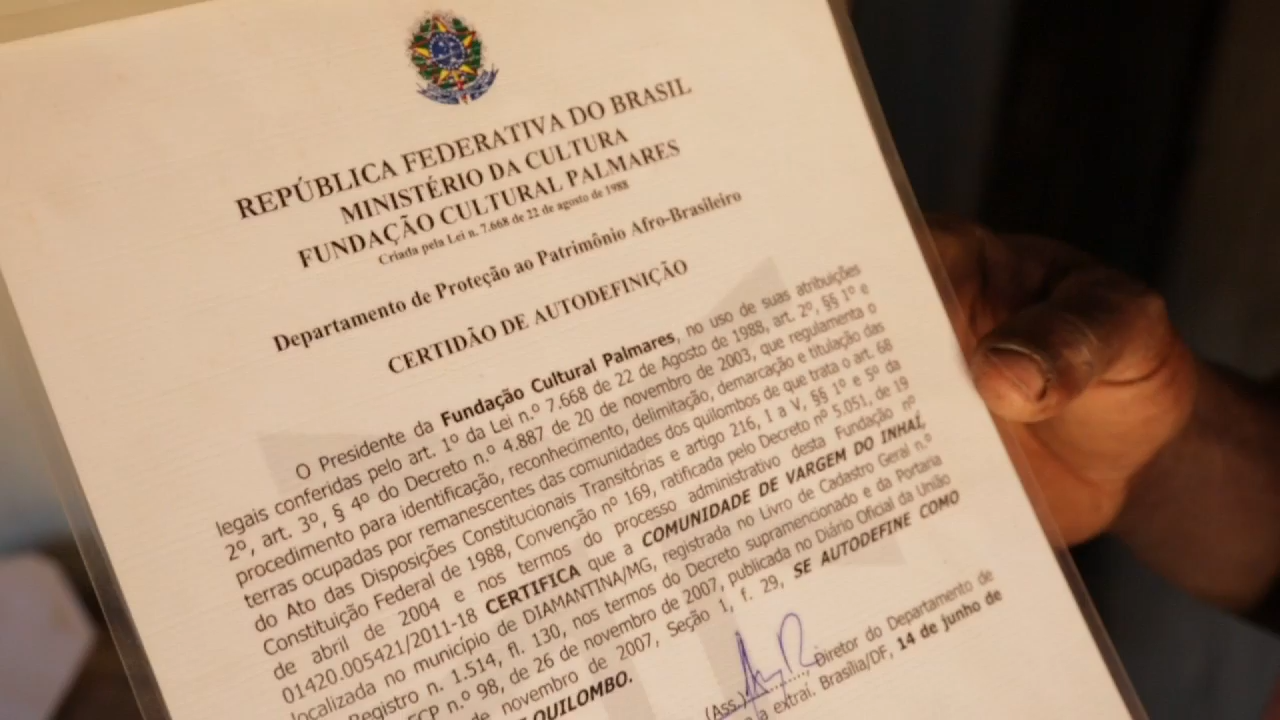 REPÚBLICA FEDERATIVA DO BRASIL
MINISTÉRIO DA CULTURA
FUNDAÇÃO CULTURAL PALMARES
Criada pela Lei n. 7.668 de 22 de agosto de 1988
Departamento de Proteção ao Patrimônio Afro-Brasileiro
CERTIDÃO DE AUTODEFINIÇÃO
O Presidente da Fundação Cultural Palmares, no uso de suas atribuições
legais conferidas pelo art. 1º da Lei n.º 7.668 de 22 de Agosto de 1988, art. 2º, §§ 1º e
2º, art. 3º, § 4º do Decreto n.º 4.887 de 20 de novembro de 2003, que regulamenta o
procedimento para identificação, reconhecimento, delimitação, demarcação e titulação das
terras ocupadas por remanescentes das comunidades dos quilombos de que trata o art. 68
do Ato das Disposições Constitucionais Transitórias e artigo 216, I a V, §§ 1º e 5º da
Constituição Federal de 1988, Convenção nº 169, ratificada pelo Decreto nº 5.051, de 19
de abril de 2004 e nos termos do processo administrativo desta Fundação nº
01420.005421/2011-18 CERTIFICA que a COMUNIDADE DE VARGEM DO INHAÍ,
localizada no município de DIAMANTINA/MG, registrada no Livro de Cadastro Geral n.º
Registro n. 1.514, fl. 130, nos termos do Decreto supramencionado e da Portaria
FCP n.º 98, de 26 de novembro de 2007, publicada no Diário Oficial da União
de novembro de 2007, Seção 1, f. 29, SE AUTODEFINE COMO
QUILOMBO.
(Ass.) Diretor do Departamento de
a extraí. Brasília/DF, 14 de junho de